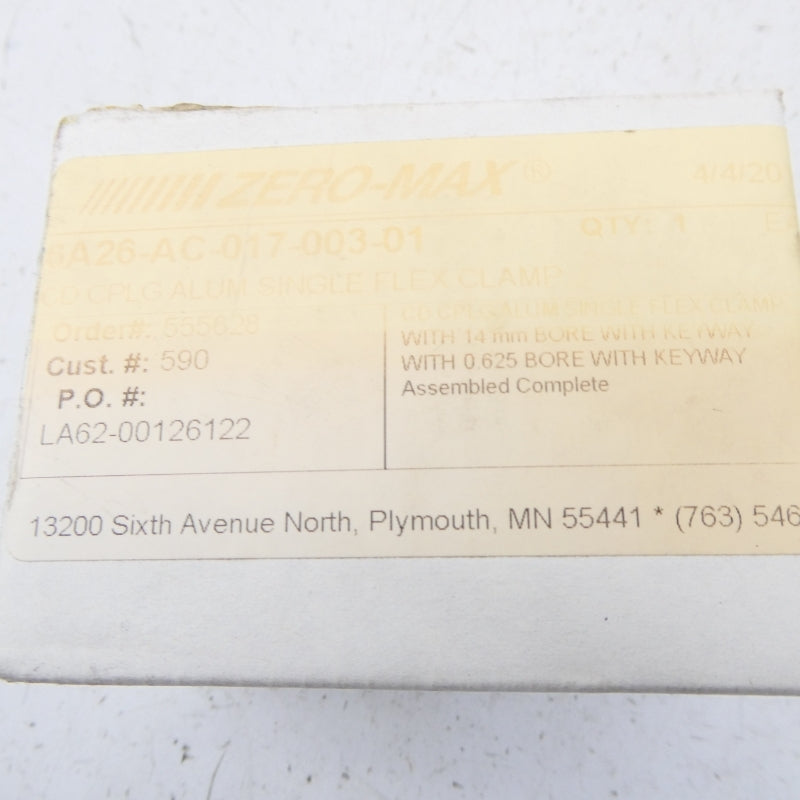 ZERO-MAX® 4/4/20
6A26-AC-017-003-01 QTY: 1 E
CD CPLG ALUM SINGLE FLEX CLAMP
Order#: 555628
Cust. #: 590
P.O. #:
LA62-00126122
CD CPLG ALUM SINGLE FLEX CLAMP
WITH 14 mm BORE WITH KEYWAY
WITH 0.625 BORE WITH KEYWAY
Assembled Complete
13200 Sixth Avenue North, Plymouth, MN 55441 * (763) 546